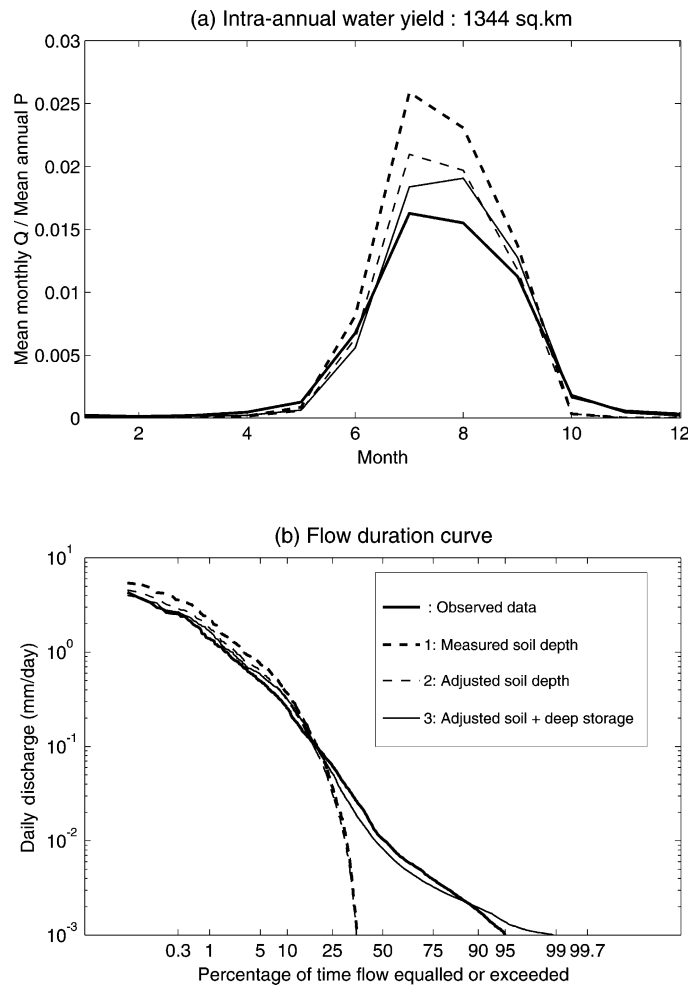 (a) Intra-annual water yield : 1344 sq.km
0.03
0.025
0.02
0.015
0.01
0.005
0
Mean monthly Q / Mean annual P
2 4 6 8 10 12
Month
(b) Flow duration curve
10^1
10^0
10^-1
10^-2
10^-3
Daily discharge (mm/day)
: Observed data
1: Measured soil depth
2: Adjusted soil depth
3: Adjusted soil + deep storage
0.3 1 5 10 25 50 75 90 95 99 99.7
Percentage of time flow equalled or exceeded